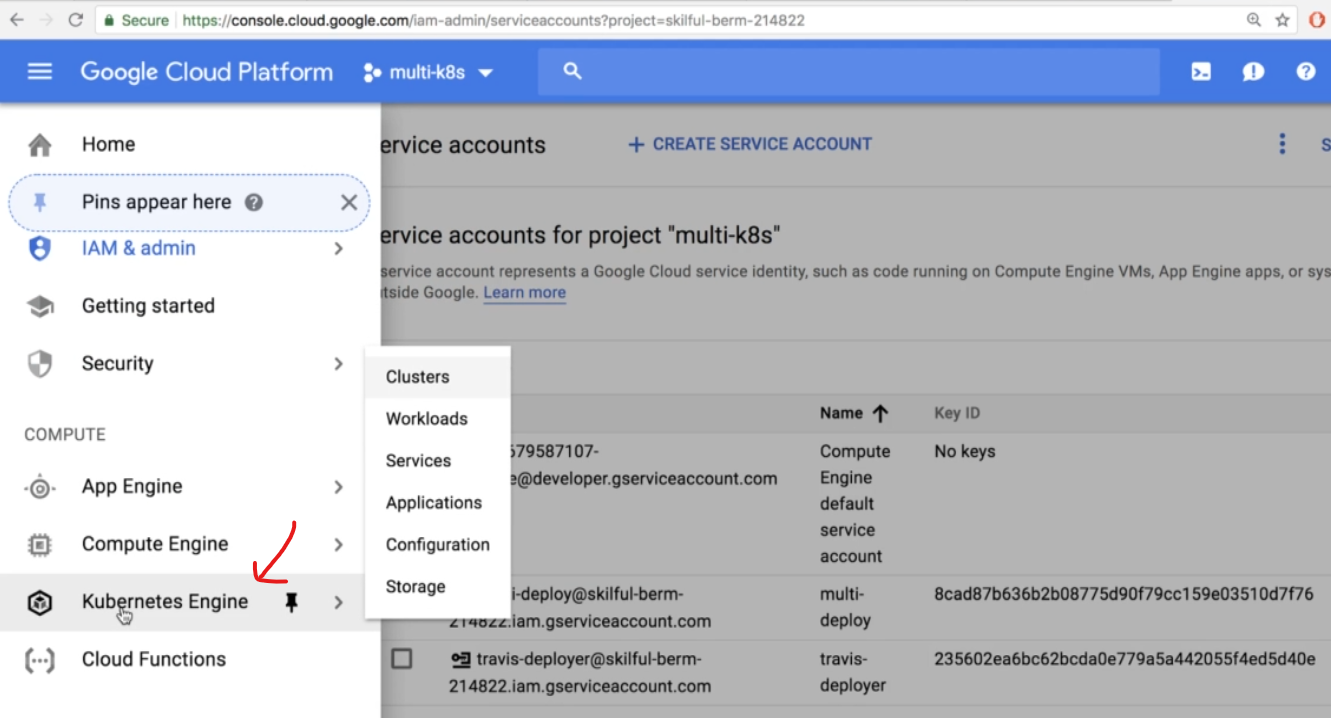 Secure https://console.cloud.google.com/iam-admin/serviceaccounts?project=skilful-berm-214822
Google Cloud Platform
multi-k8s
Home
Pins appear here
IAM & admin
Getting started
Security
COMPUTE
App Engine
Compute Engine
Kubernetes Engine
Cloud Functions
Clusters
Workloads
Services
Applications
Configuration
Storage
ervice accounts
+ CREATE SERVICE ACCOUNT
S
ervice accounts for project "multi-k8s"
service account represents a Google Cloud service identity, such as code running on Compute Engine VMs, App Engine apps, or sys
tside Google. Learn more
Name
Key ID
679587107-
e@developer.gserviceaccount.com
Compute
Engine
default
service
account
No keys
i-deploy@skilful-berm-
214822.iam.gserviceaccount.com
multi-
deploy
8cad87b636b2b08775d90f79cc159e03510d7f76
travis-deployer@skilful-berm-
214822.iam.gserviceaccount.com
travis-
deployer
235602ea6bc62bcda0e779a5a442055f4ed5d40e